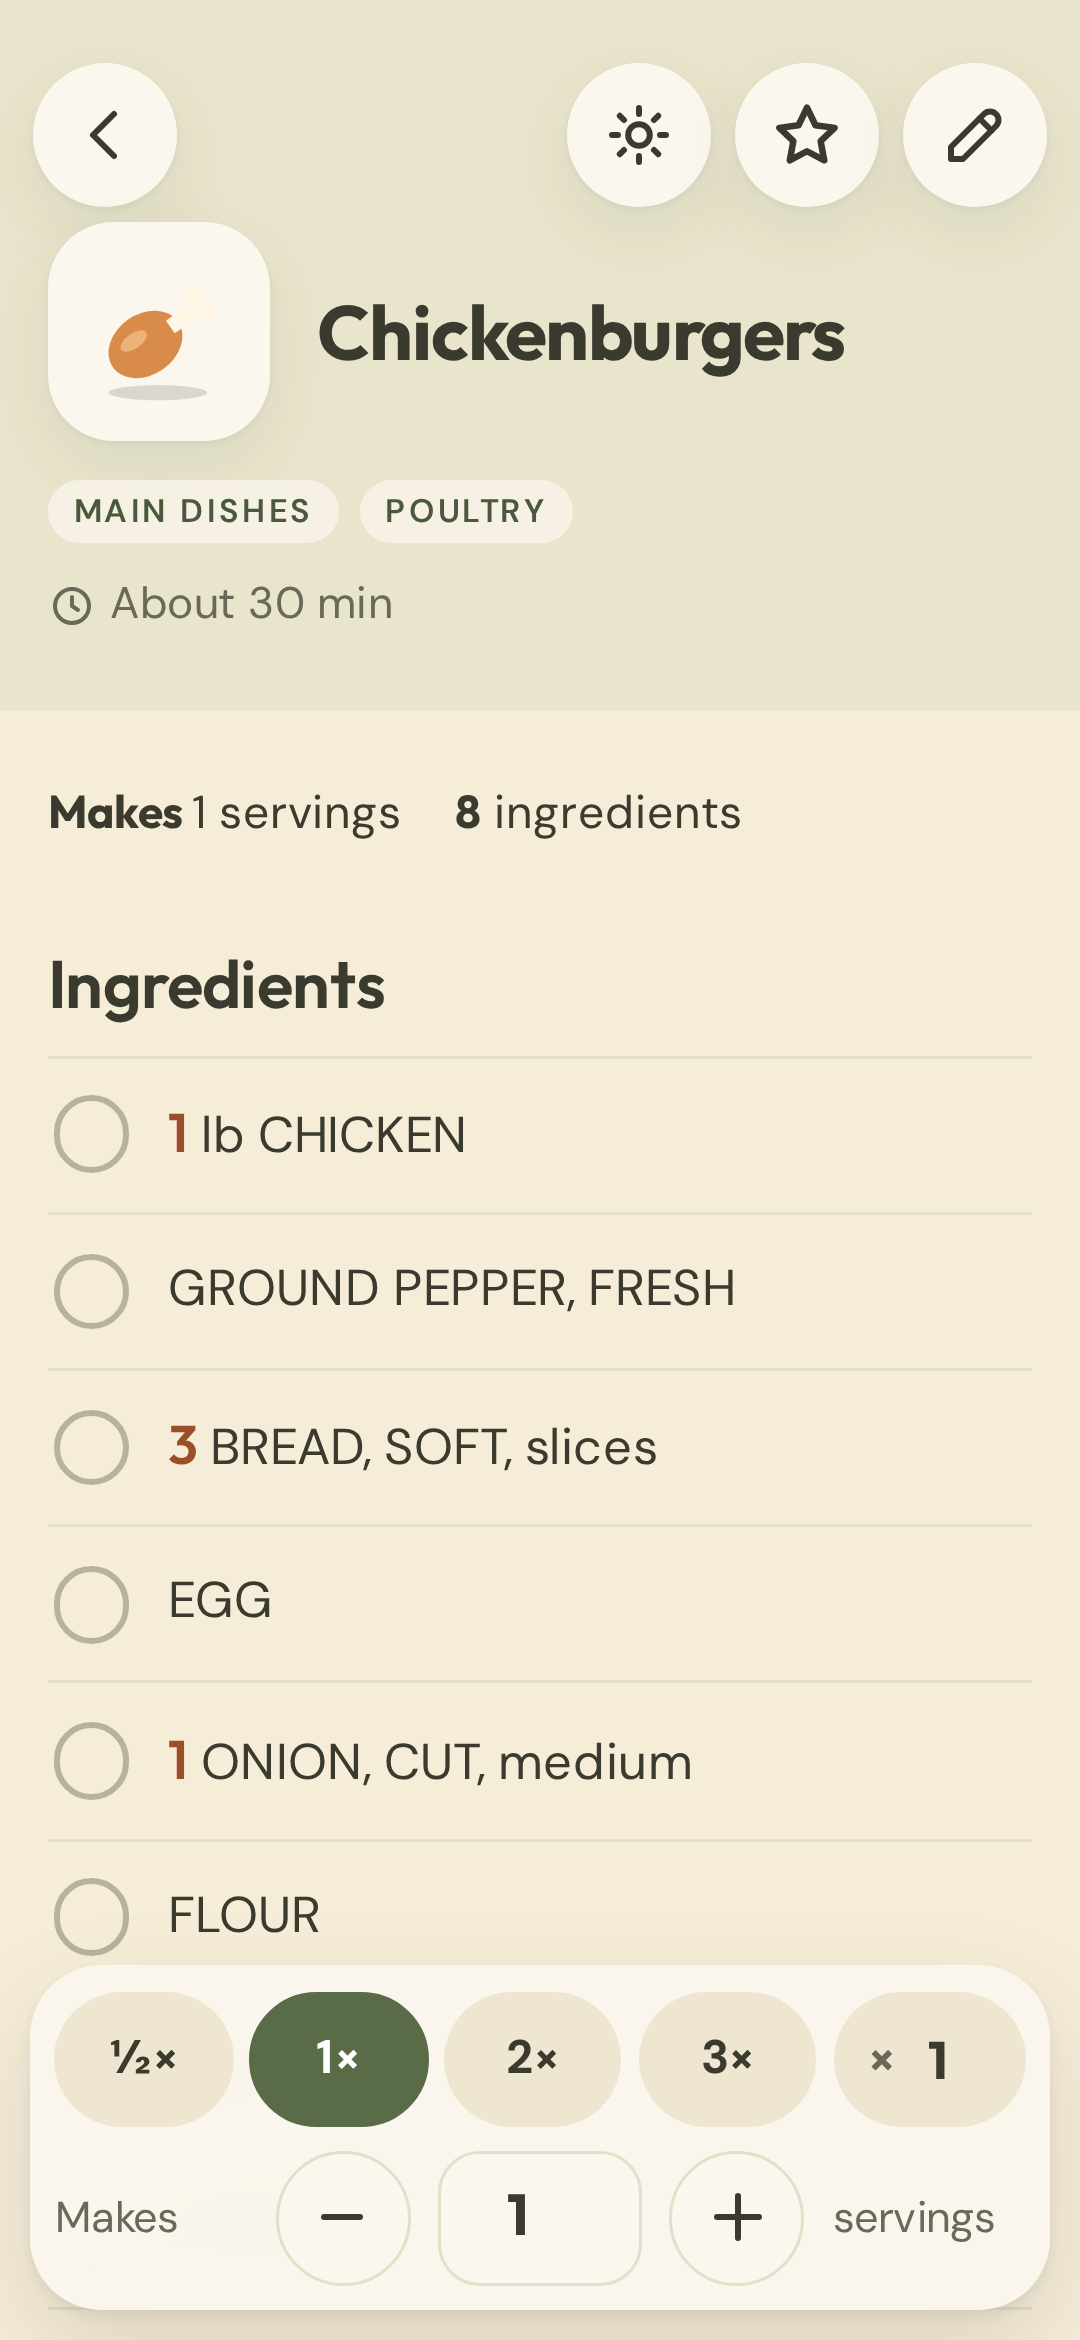 Chickenburgers
MAIN DISHES POULTRY
About 30 min
Makes 1 servings 8 ingredients
Ingredients
1 lb CHICKEN
GROUND PEPPER, FRESH
3 BREAD, SOFT, slices
EGG
1 ONION, CUT, medium
FLOUR
½× 1× 2× 3× × 1
Makes − 1 + servings